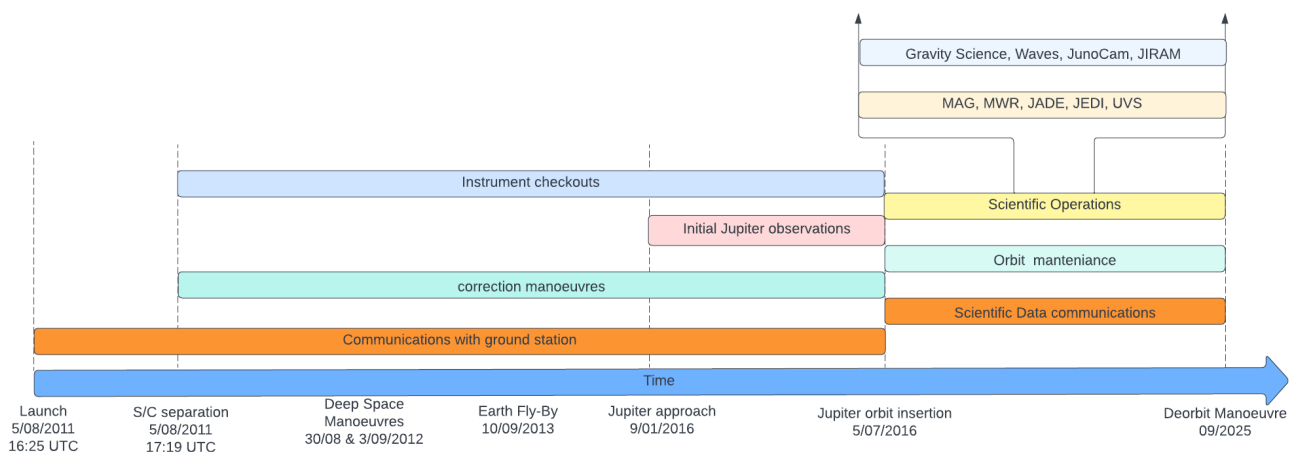 Gravity Science, Waves, JunoCam, JIRAM
MAG, MWR, JADE, JEDI, UVS
Instrument checkouts
Scientific Operations
Initial Jupiter observations
Orbit manteniance
correction manoeuvres
Scientific Data communications
Communications with ground station
Time
Launch
5/08/2011
16:25 UTC
S/C separation
5/08/2011
17:19 UTC
Deep Space
Manoeuvres
30/08 & 3/09/2012
Earth Fly-By
10/09/2013
Jupiter approach
9/01/2016
Jupiter orbit insertion
5/07/2016
Deorbit Manoeuvre
09/2025